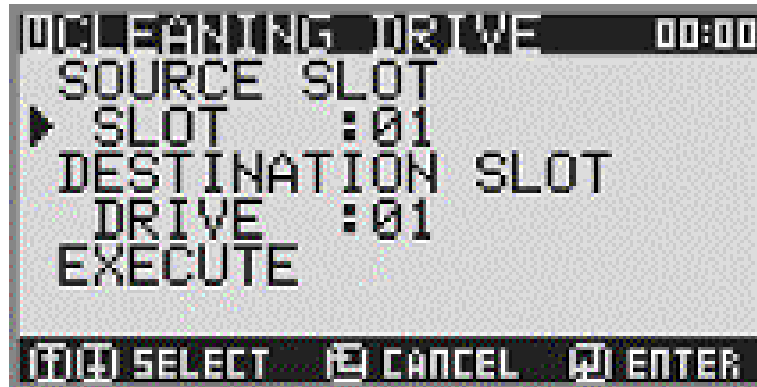 CLEANING DRIVE 00:00
SOURCE SLOT
SLOT :01
DESTINATION SLOT
DRIVE :01
EXECUTE
[↑][↓] SELECT [C] CANCEL [↵] ENTER